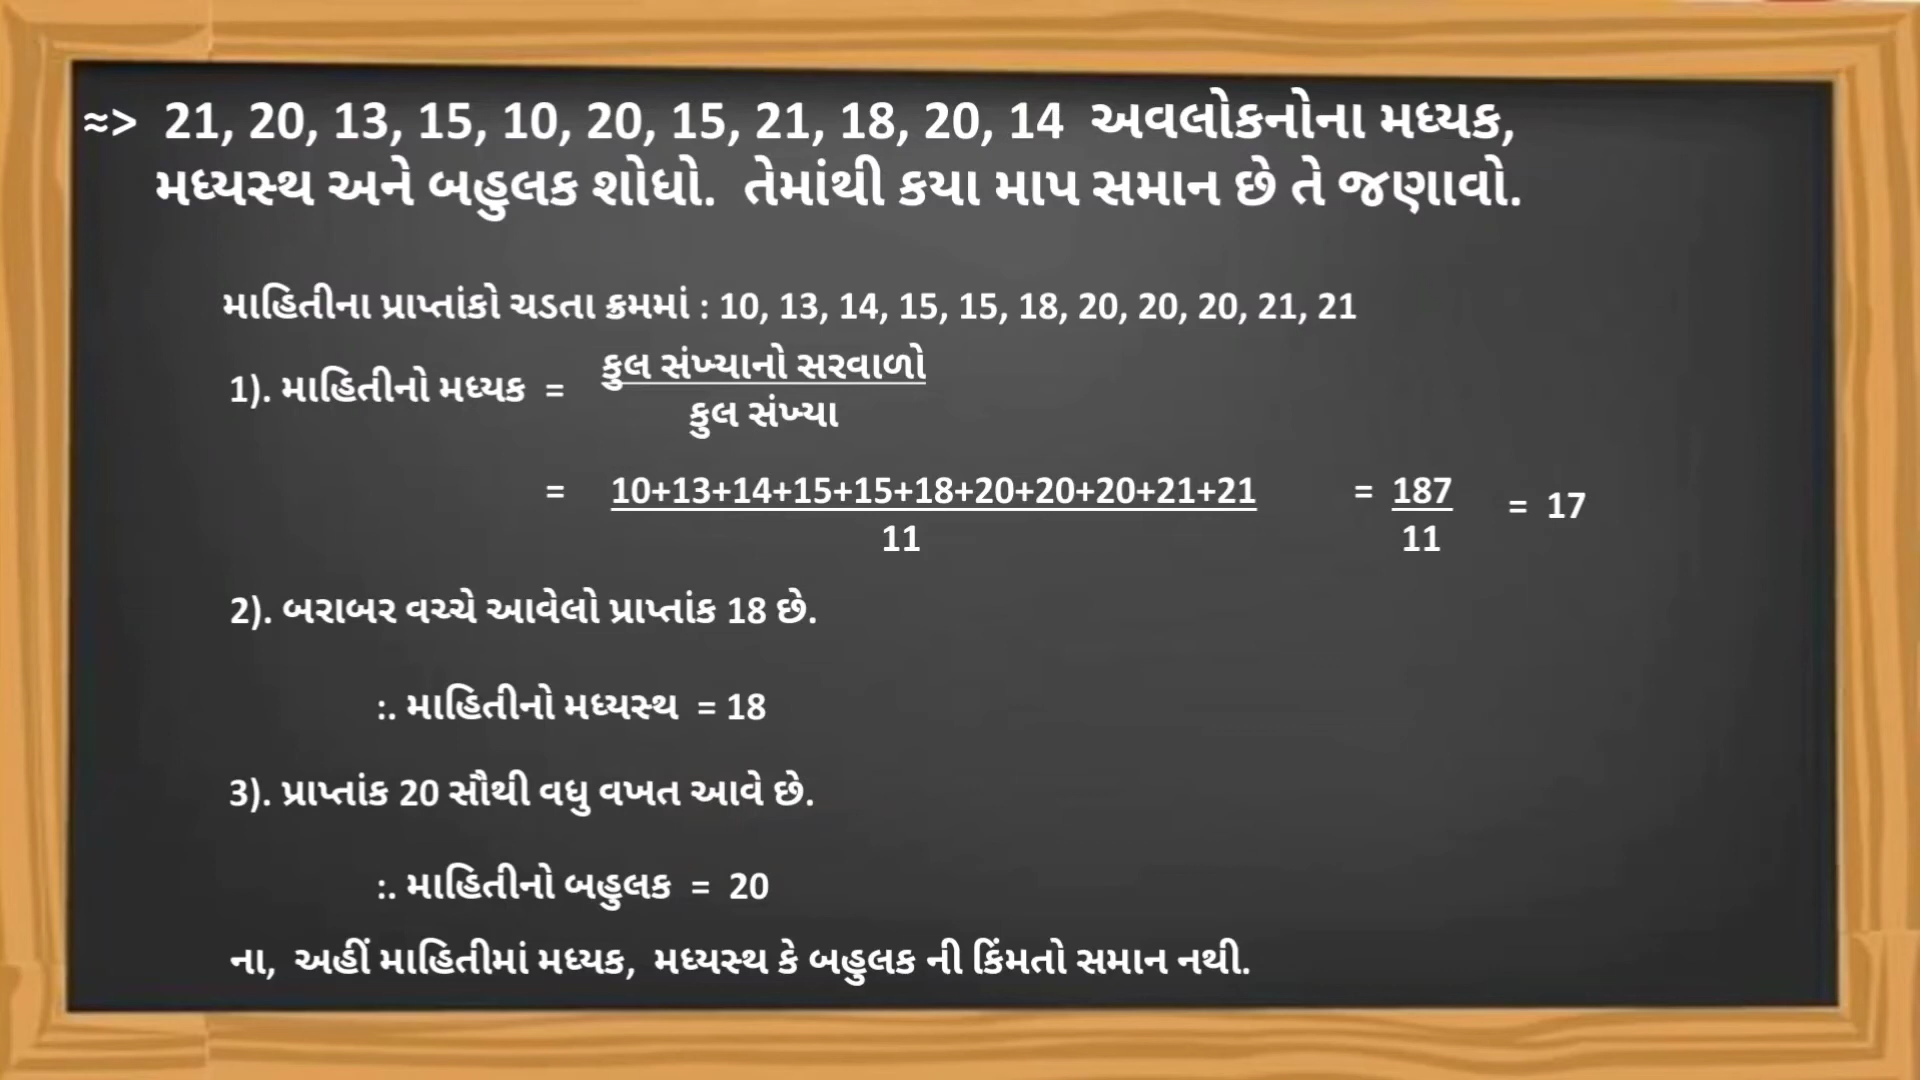 ≈> 21, 20, 13, 15, 10, 20, 15, 21, 18, 20, 14 અવલોકનોના મધ્યક,
મધ્યસ્થ અને બહુલક શોધો. તેમાંથી કયા માપ સમાન છે તે જણાવો.
માહિતીના પ્રાપ્તાંકો ચડતા ક્રમમાં : 10, 13, 14, 15, 15, 18, 20, 20, 20, 21, 21
કુલ સંખ્યાનો સરવાળો
1). માહિતીનો મધ્યક =
કુલ સંખ્યા
= 10+13+14+15+15+18+20+20+20+21+21 = 187 = 17
11 11
2). બરાબર વચ્ચે આવેલો પ્રાપ્તાંક 18 છે.
:. માહિતીનો મધ્યસ્થ = 18
3). પ્રાપ્તાંક 20 સૌથી વધુ વખત આવે છે.
:. માહિતીનો બહુલક = 20
ના, અહીં માહિતીમાં મધ્યક, મધ્યસ્થ કે બહુલક ની કિંમતો સમાન નથી.